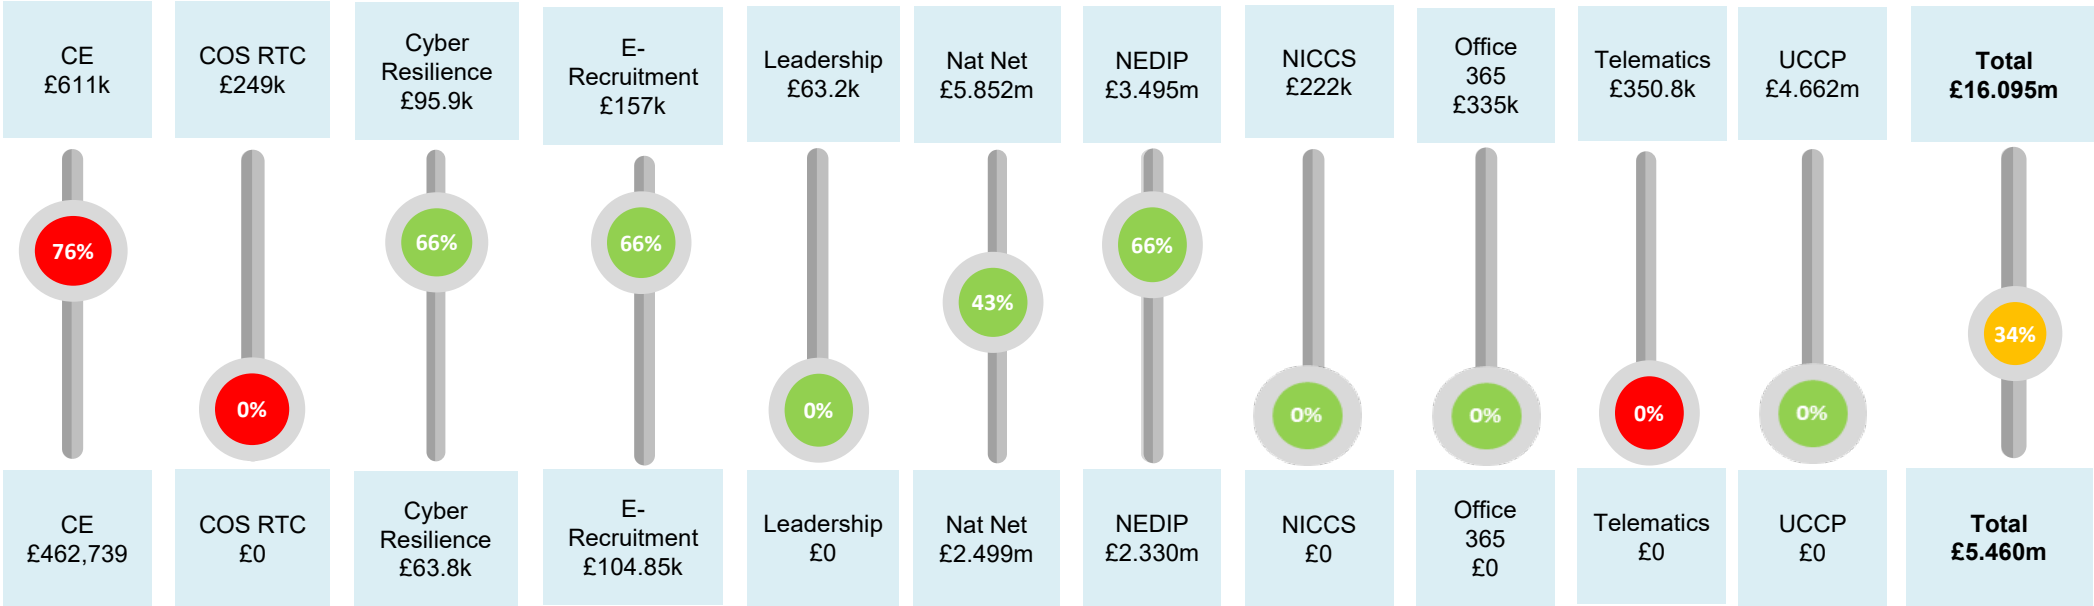 CE
£611k
COS RTC
£249k
Cyber
Resilience
£95.9k
E-
Recruitment
£157k
Leadership
£63.2k
Nat Net
£5.852m
NEDIP
£3.495m
NICCS
£222k
Office
365
£335k
Telematics
£350.8k
UCCP
£4.662m
Total
£16.095m
76%
0%
66%
66%
0%
43%
66%
0%
0%
0%
0%
34%
CE
£462,739
COS RTC
£0
Cyber
Resilience
£63.8k
E-
Recruitment
£104.85k
Leadership
£0
Nat Net
£2.499m
NEDIP
£2.330m
NICCS
£0
Office
365
£0
Telematics
£0
UCCP
£0
Total
£5.460m